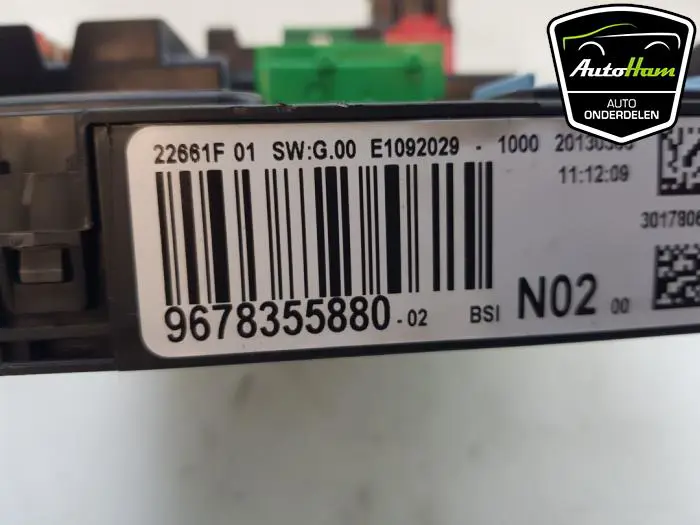 AutoHam
AUTO
ONDERDELEN
22661F 01 SW:G.00 E1092029 - 1000
11:12:09
9678355880-02 BSI N02 00